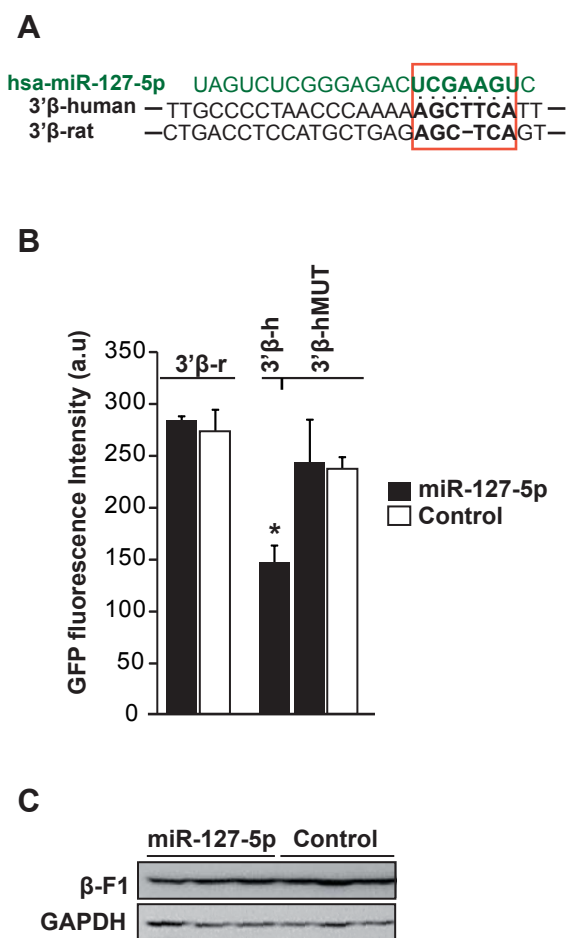 A
hsa-miR-127-5p UAGUCUCGGGAGACUCGAAGUC
3'β-human – TTGCCCCTAACCCAAAAAGCTTCATT –
3'β-rat – CTGACCTCCATGCTGAGAGC-TCAGT –
B
GFP fluorescence Intensity (a.u)
350
300
250
200
150
100
50
0
3'β-r
3'β-h
3'β-hMUT
*
miR-127-5p
Control
C
miR-127-5p Control
β-F1
GAPDH